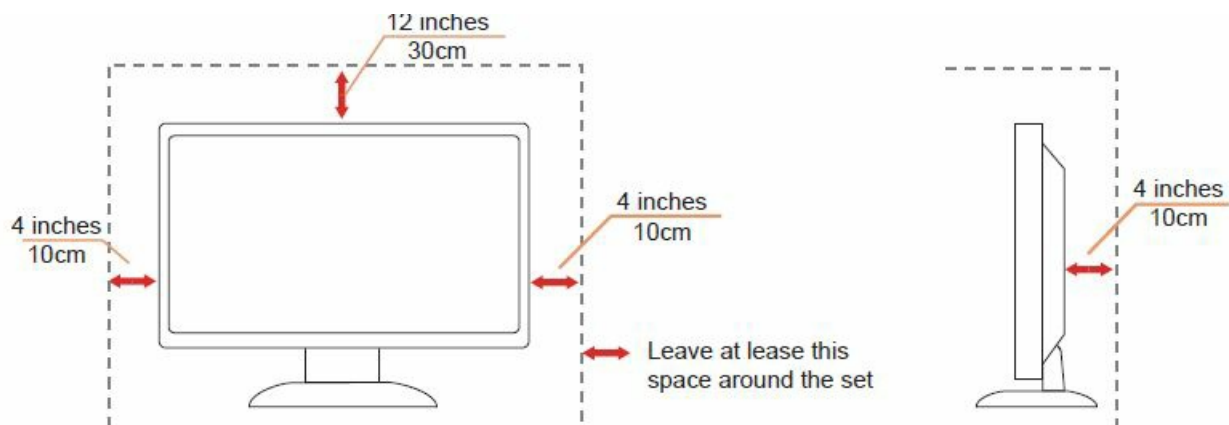 12 inches
30cm
4 inches
10cm
4 inches
10cm
Leave at lease this
space around the set
4 inches
10cm